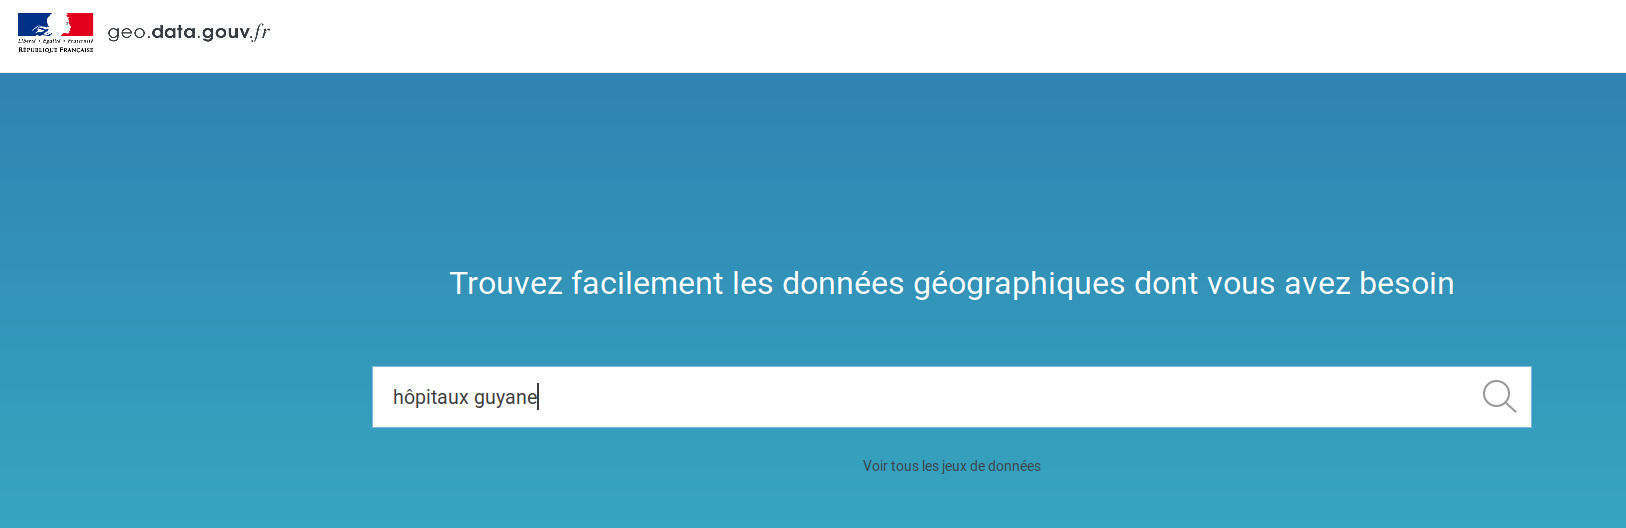 geo.data.gouv.fr
Liberté • Égalité • Fraternité
RÉPUBLIQUE FRANÇAISE
Trouvez facilement les données géographiques dont vous avez besoin
hôpitaux guyane
Voir tous les jeux de données